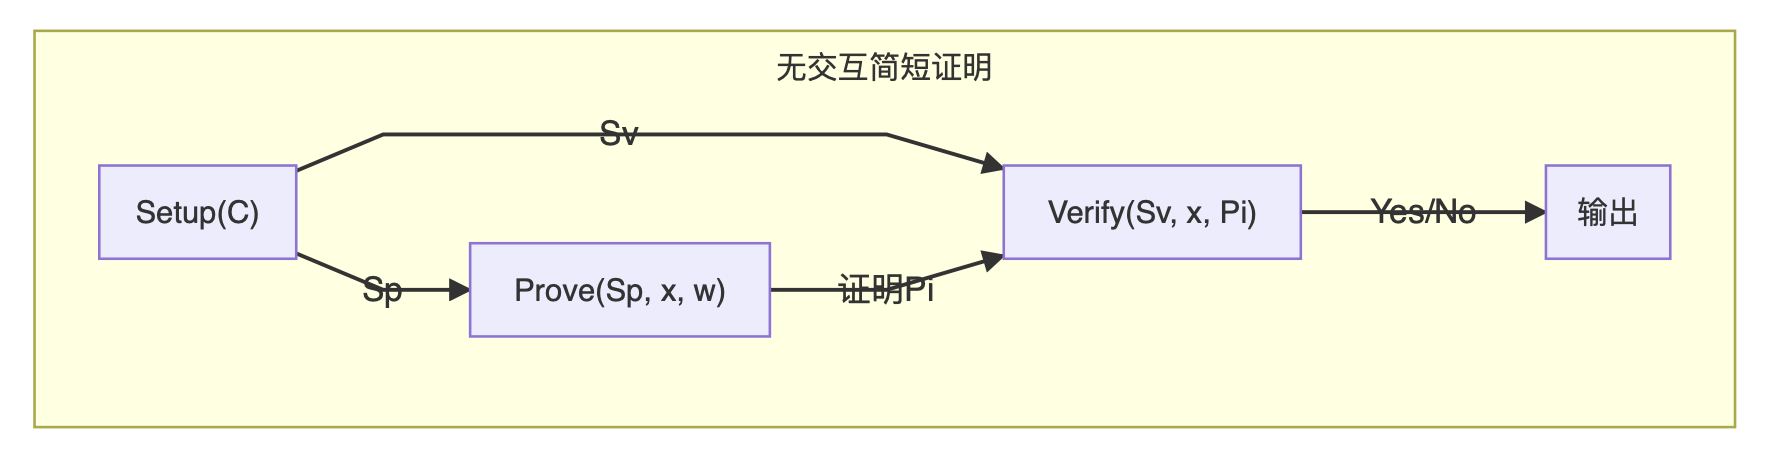 无交互简短证明
Sv
Setup(C)
Verify(Sv, x, Pi)
Yes/No
输出
Sp
Prove(Sp, x, w)
证明Pi